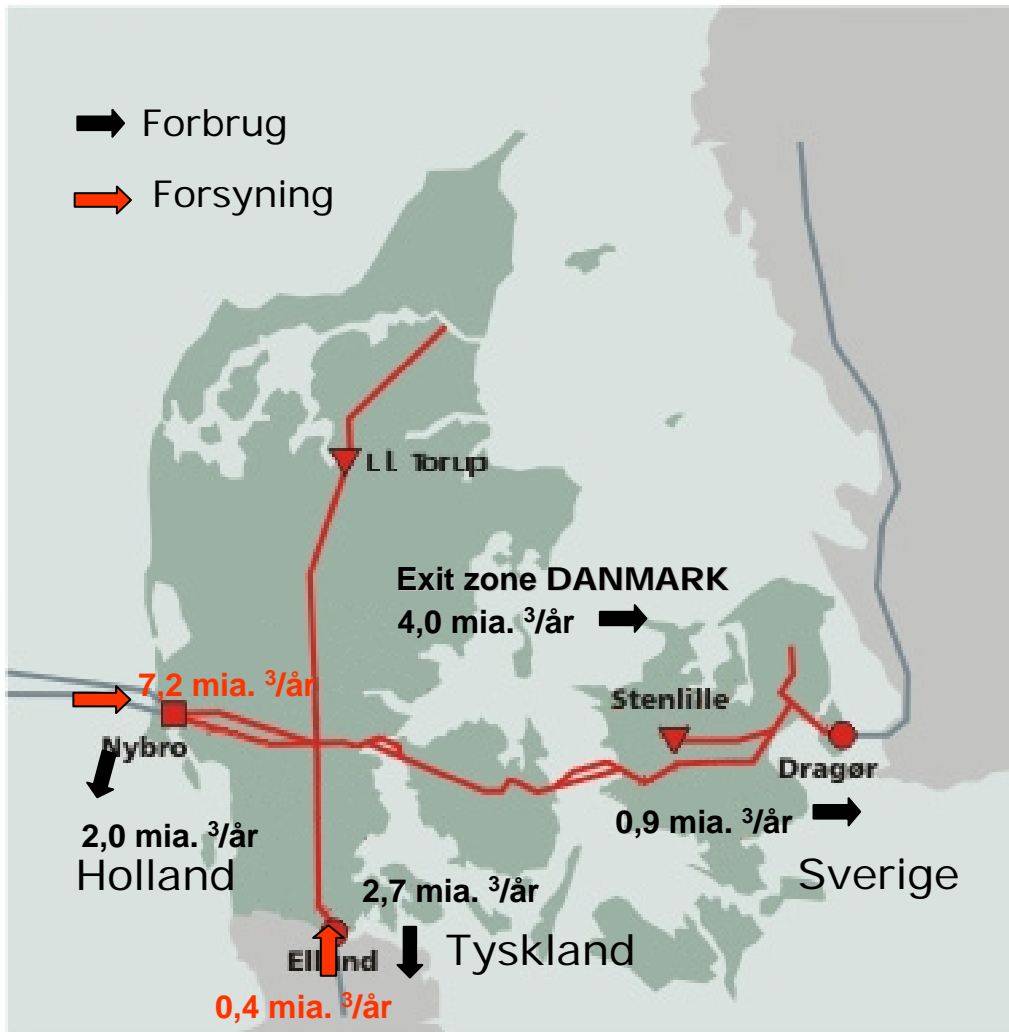 Forbrug
Forsyning
Ll. Torup
Exit zone DANMARK
4,0 mia. ³/år
7,2 mia. ³/år
Stenlille
Nybro
Dragør
2,0 mia. ³/år
0,9 mia. ³/år
Holland
Sverige
2,7 mia. ³/år
Tyskland
0,4 mia. ³/år